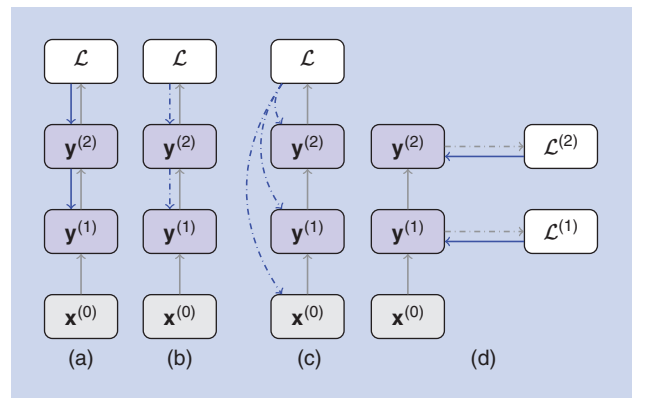 ℒ ℒ ℒ
y⁽²⁾ y⁽²⁾ y⁽²⁾ y⁽²⁾ ℒ⁽²⁾
y⁽¹⁾ y⁽¹⁾ y⁽¹⁾ y⁽¹⁾ ℒ⁽¹⁾
x⁽⁰⁾ x⁽⁰⁾ x⁽⁰⁾ x⁽⁰⁾
(a) (b) (c) (d)